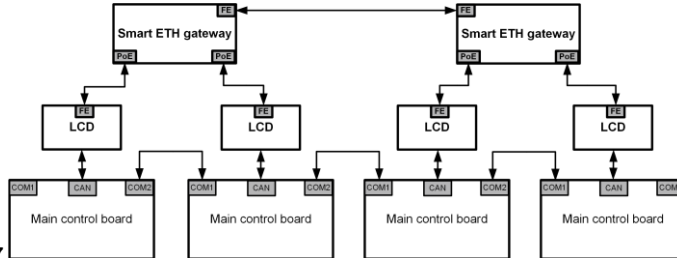 FE FE
Smart ETH gateway Smart ETH gateway
PoE PoE PoE PoE
FE FE FE FE
LCD LCD LCD LCD
COM1 CAN COM2 COM1 CAN COM2 COM1 CAN COM2 COM1 CAN
Main control board Main control board Main control board Main control board